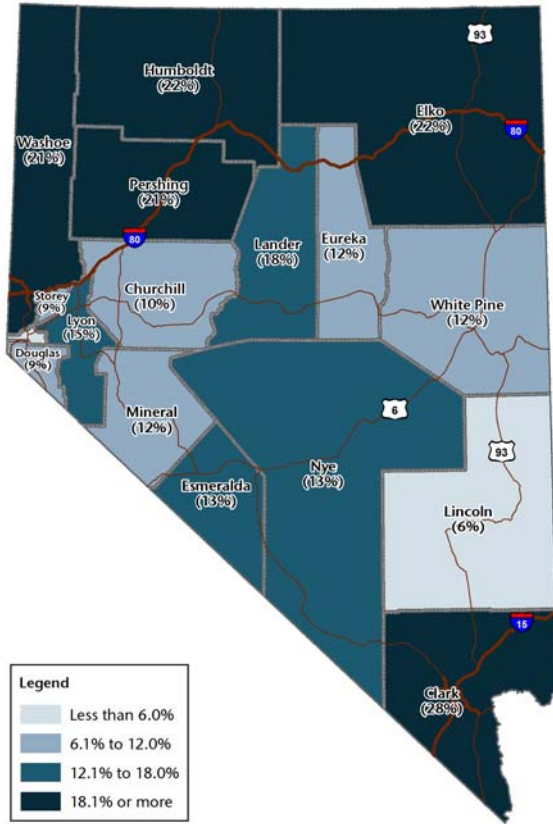 93
Humboldt
(22%)
Elko
(22%)
Washoe
(21%)
80
Pershing
(21%)
80
Lander
(18%)
Eureka
(12%)
Churchill
(10%)
White Pine
(12%)
Storey
(9%)
Lyon
(15%)
Douglas
(9%)
Mineral
(12%)
6
93
Nye
(13%)
Esmeralda
(13%)
Lincoln
(6%)
15
Clark
(28%)
Legend
Less than 6.0%
6.1% to 12.0%
12.1% to 18.0%
18.1% or more